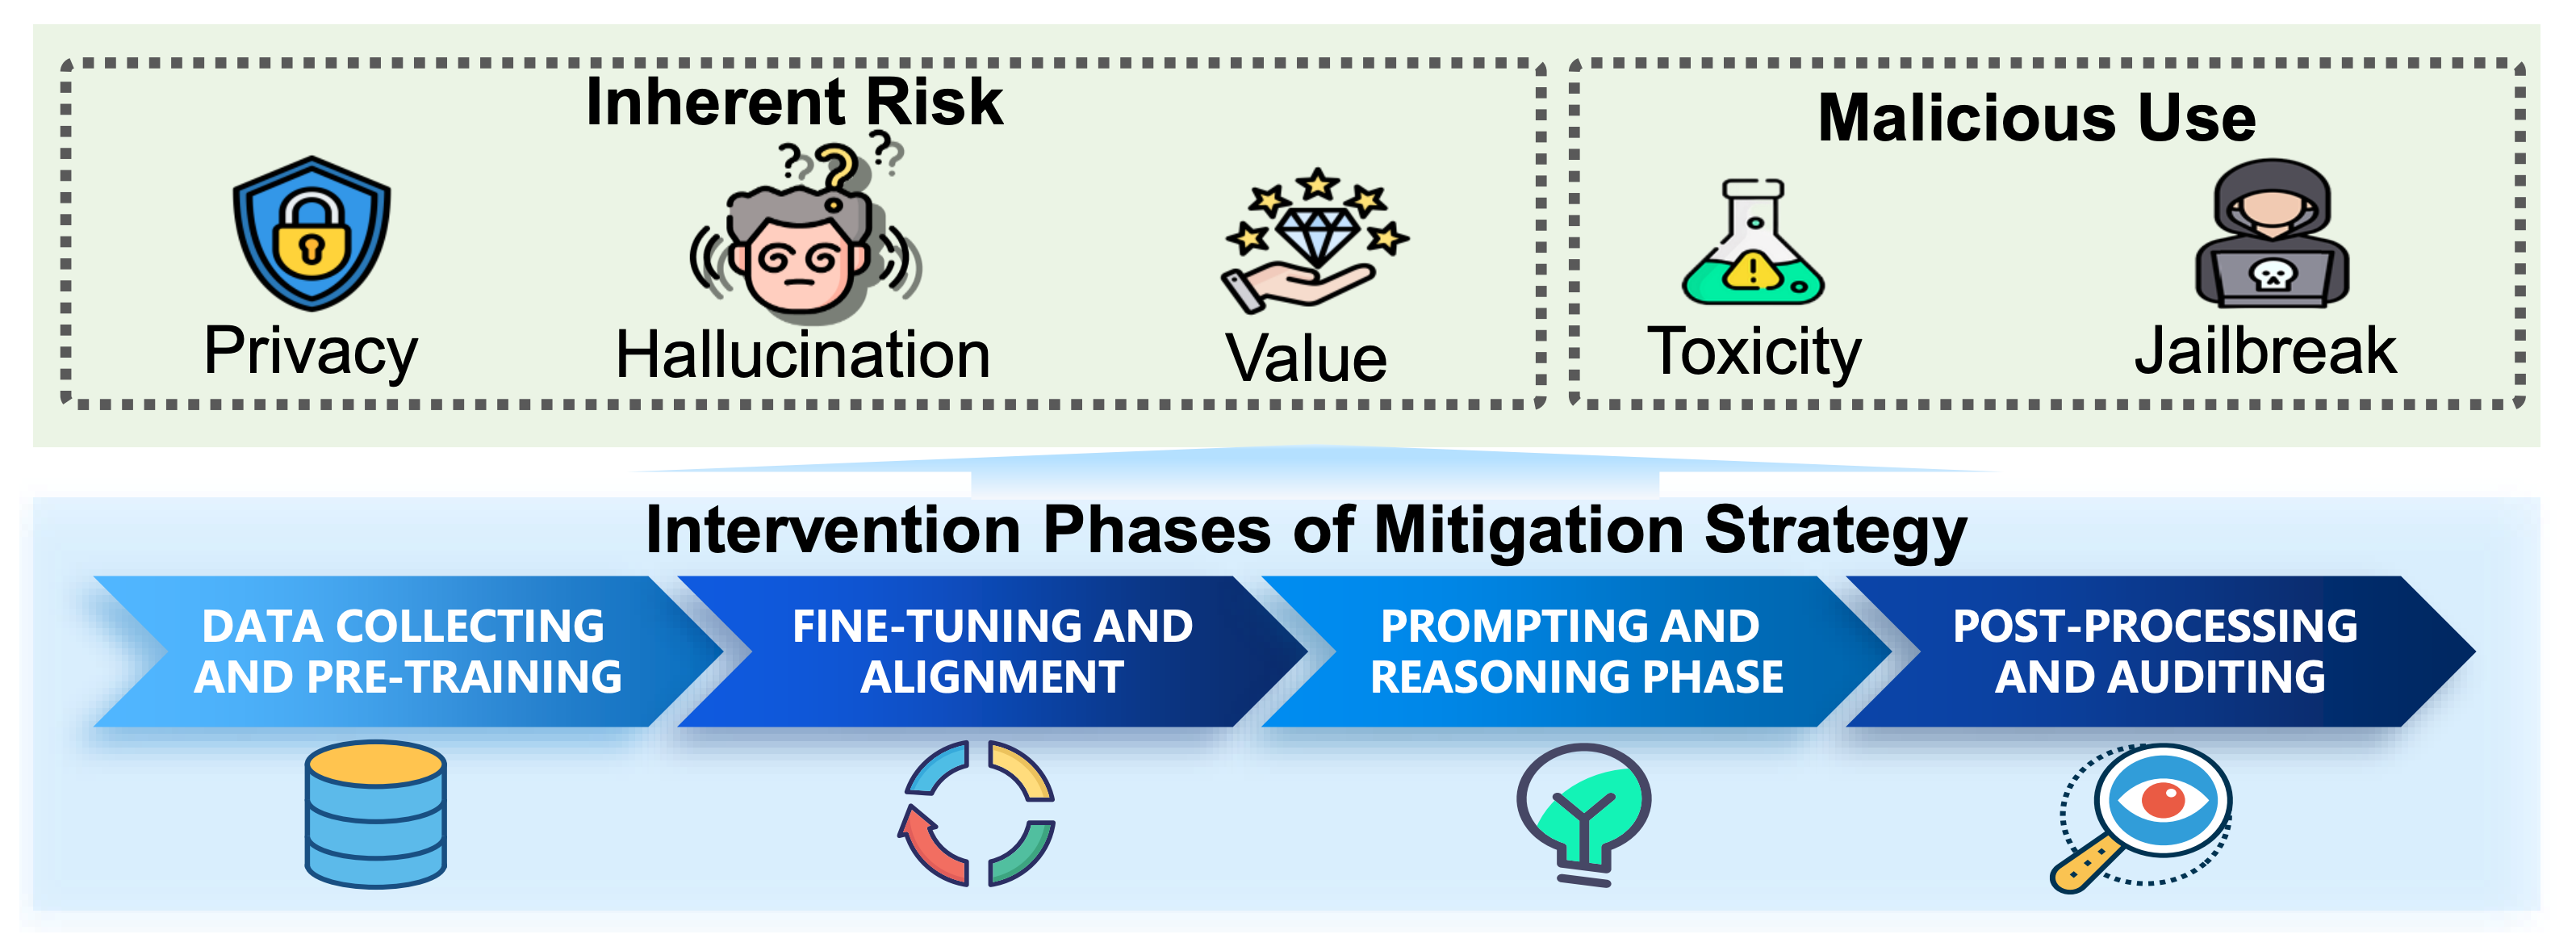 Inherent Risk
Malicious Use
Privacy
Hallucination
Value
Toxicity
Jailbreak
Intervention Phases of Mitigation Strategy
DATA COLLECTING
AND PRE-TRAINING
FINE-TUNING AND
ALIGNMENT
PROMPTING AND
REASONING PHASE
POST-PROCESSING
AND AUDITING